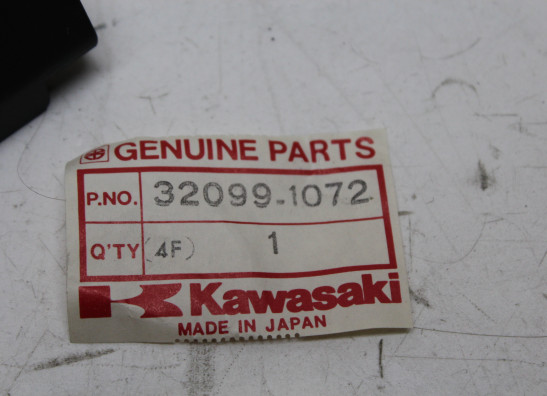 GENUINE PARTS
P.NO. 32099-1072
Q'TY (4F) 1
Kawasaki
MADE IN JAPAN